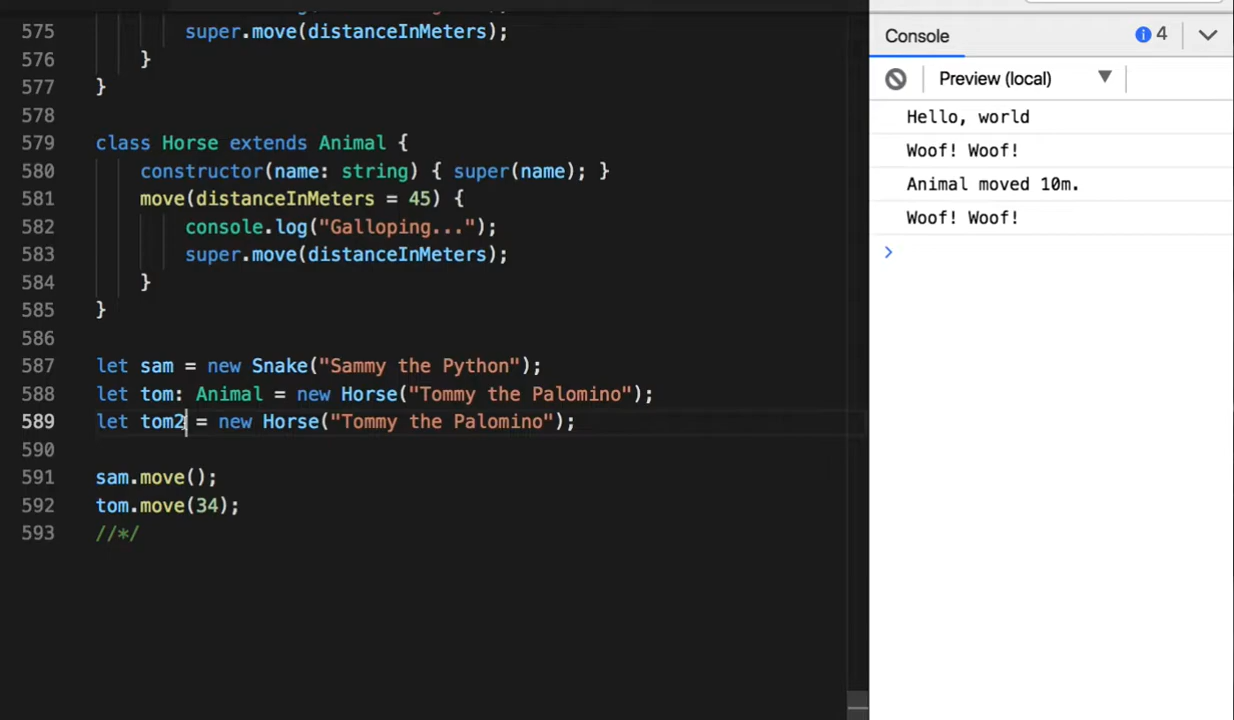 575 super.move(distanceInMeters);
576 }
577 }
578
579 class Horse extends Animal {
580 constructor(name: string) { super(name); }
581 move(distanceInMeters = 45) {
582 console.log("Galloping...");
583 super.move(distanceInMeters);
584 }
585 }
586
587 let sam = new Snake("Sammy the Python");
588 let tom: Animal = new Horse("Tommy the Palomino");
589 let tom2 = new Horse("Tommy the Palomino");
590
591 sam.move();
592 tom.move(34);
593 //*/
Console 4
Preview (local)
Hello, world
Woof! Woof!
Animal moved 10m.
Woof! Woof!
>